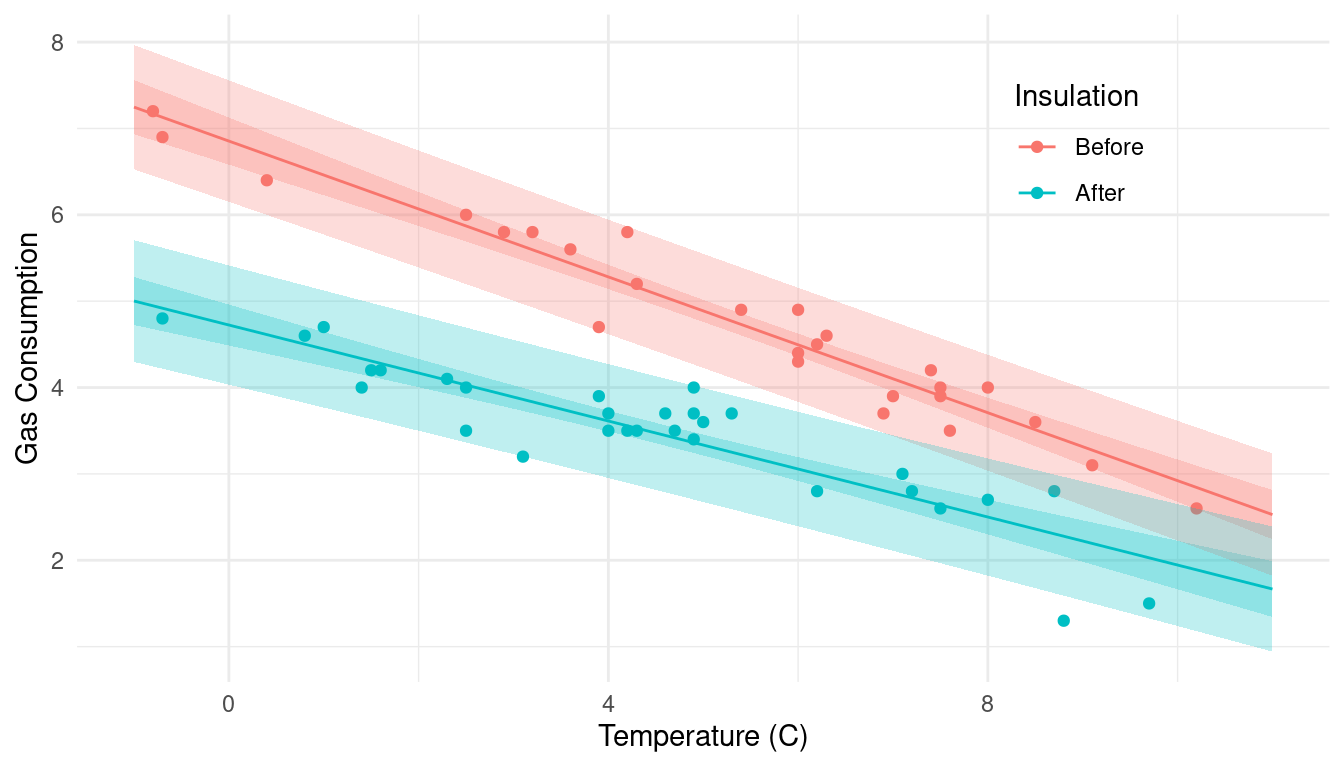 8
6
4
2
Gas Consumption
0
4
8
Temperature (C)
Insulation
Before
After